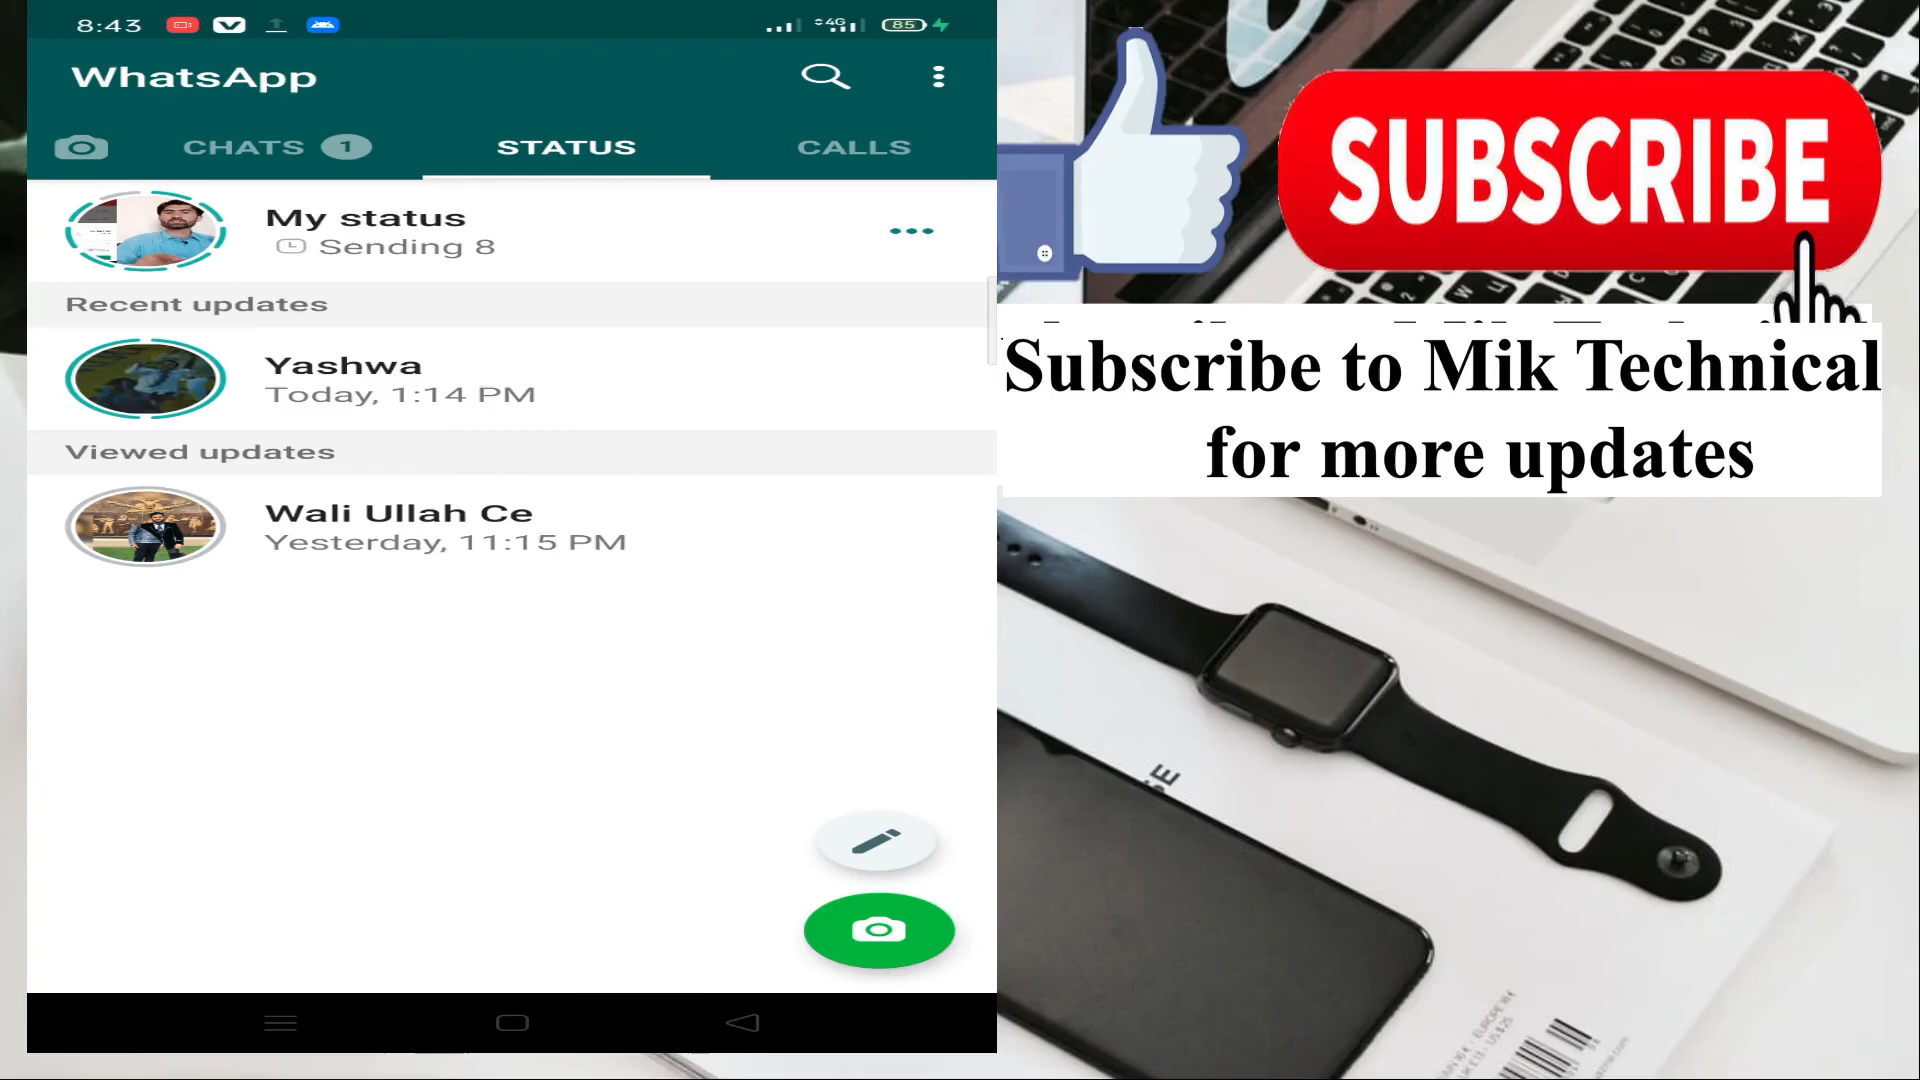 8:43
4G
85
WhatsApp
CHATS 1
STATUS
CALLS
My status
Sending 8
Recent updates
Yashwa
Today, 1:14 PM
Viewed updates
Wali Ullah Ce
Yesterday, 11:15 PM
SUBSCRIBE
Subscribe to Mik Technical
for more updates